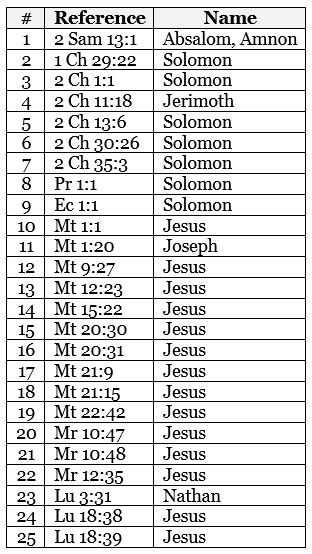 # Reference Name
1 2 Sam 13:1 Absalom, Amnon
2 1 Ch 29:22 Solomon
3 2 Ch 1:1 Solomon
4 2 Ch 11:18 Jerimoth
5 2 Ch 13:6 Solomon
6 2 Ch 30:26 Solomon
7 2 Ch 35:3 Solomon
8 Pr 1:1 Solomon
9 Ec 1:1 Solomon
10 Mt 1:1 Jesus
11 Mt 1:20 Joseph
12 Mt 9:27 Jesus
13 Mt 12:23 Jesus
14 Mt 15:22 Jesus
15 Mt 20:30 Jesus
16 Mt 20:31 Jesus
17 Mt 21:9 Jesus
18 Mt 21:15 Jesus
19 Mt 22:42 Jesus
20 Mr 10:47 Jesus
21 Mr 10:48 Jesus
22 Mr 12:35 Jesus
23 Lu 3:31 Nathan
24 Lu 18:38 Jesus
25 Lu 18:39 Jesus